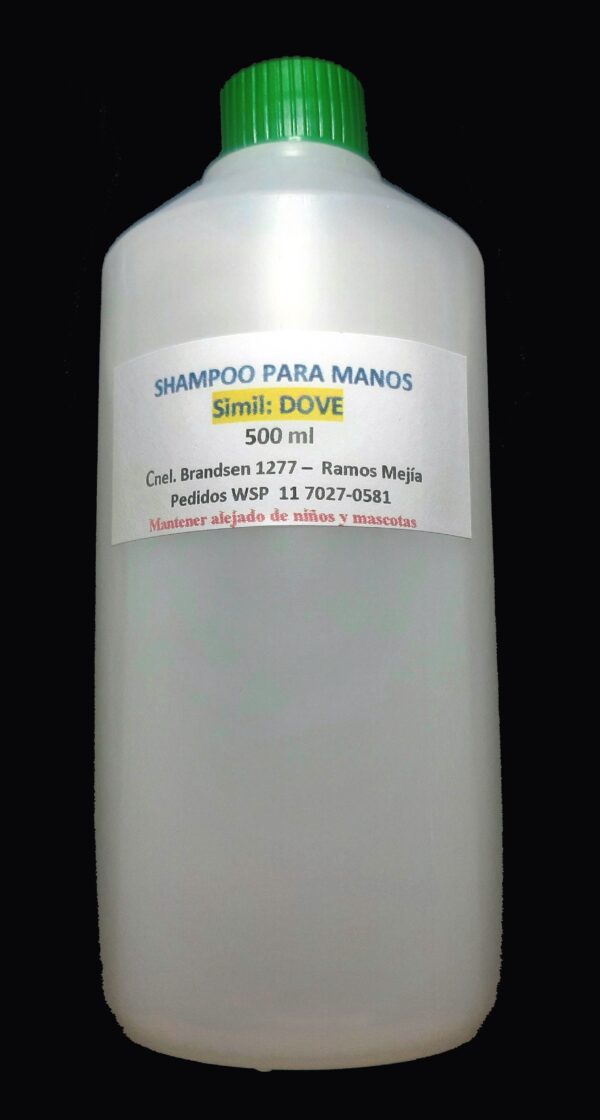 SHAMPOO PARA MANOS
Simil: DOVE
500 ml
Cnel. Brandsen 1277 – Ramos Mejía
Pedidos WSP 11 7027-0581
Mantener alejado de niños y mascotas